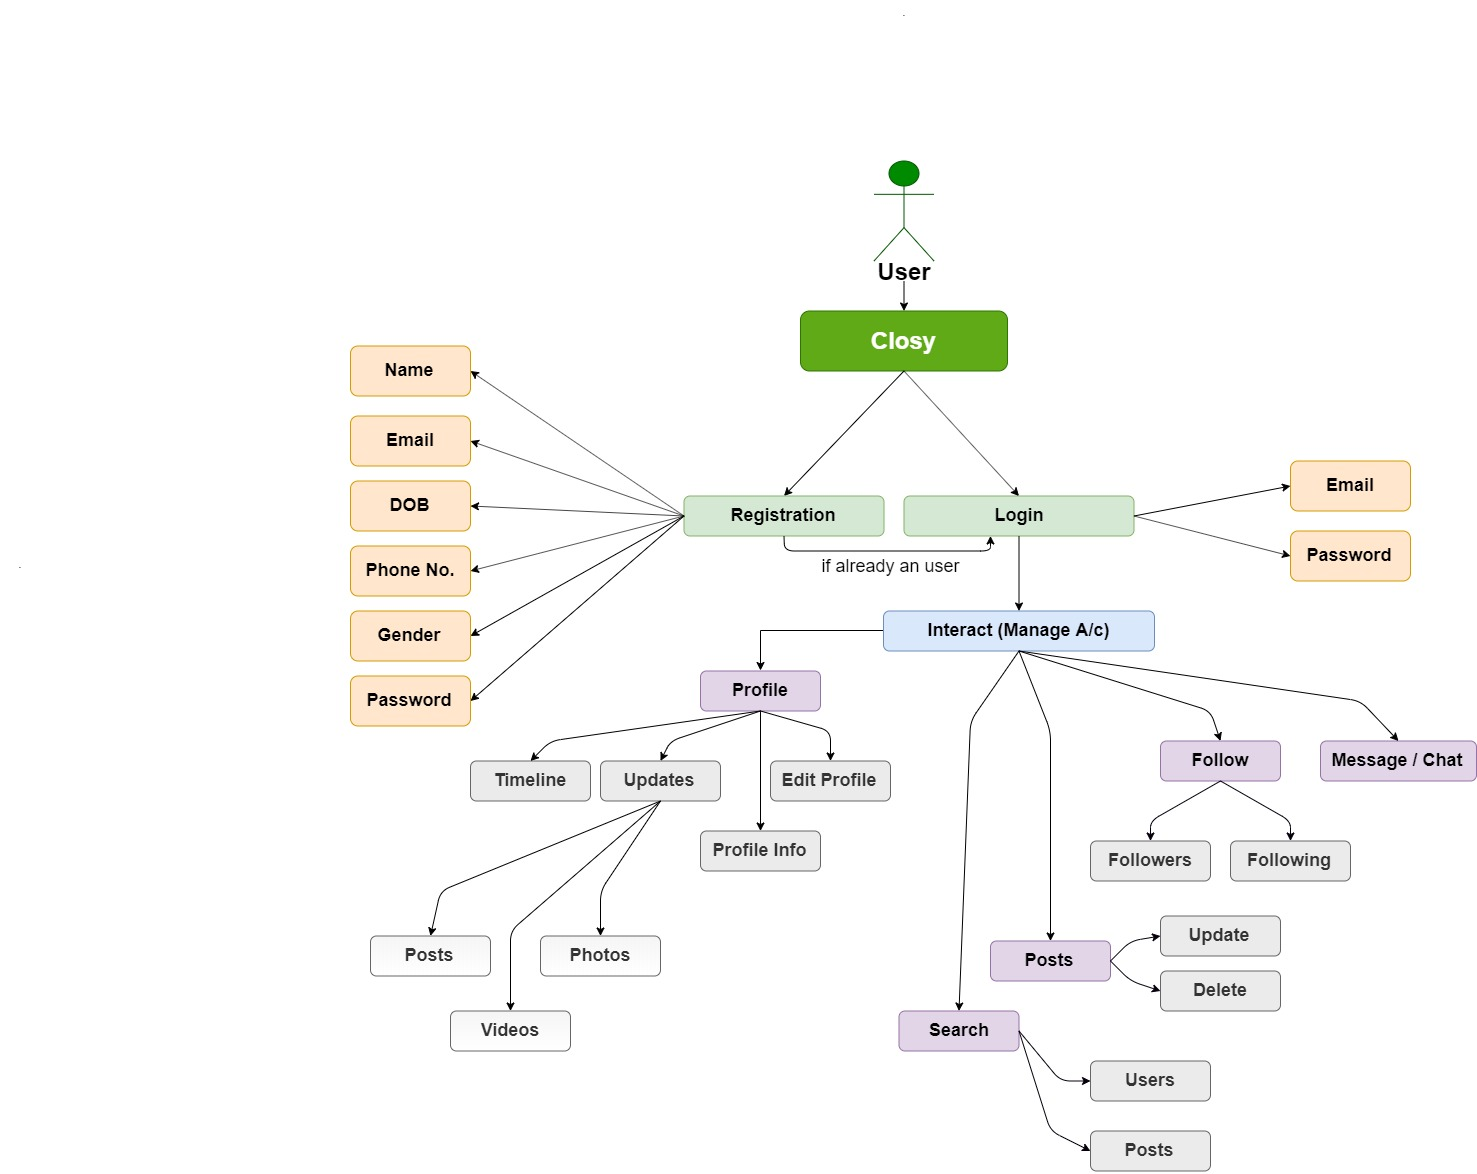 User
Closy
Name
Email
DOB
Phone No.
Gender
Password
Registration
Login
if already an user
Email
Password
Interact (Manage A/c)
Profile
Timeline
Updates
Edit Profile
Profile Info
Posts
Photos
Videos
Follow
Message / Chat
Followers
Following
Posts
Update
Delete
Search
Users
Posts